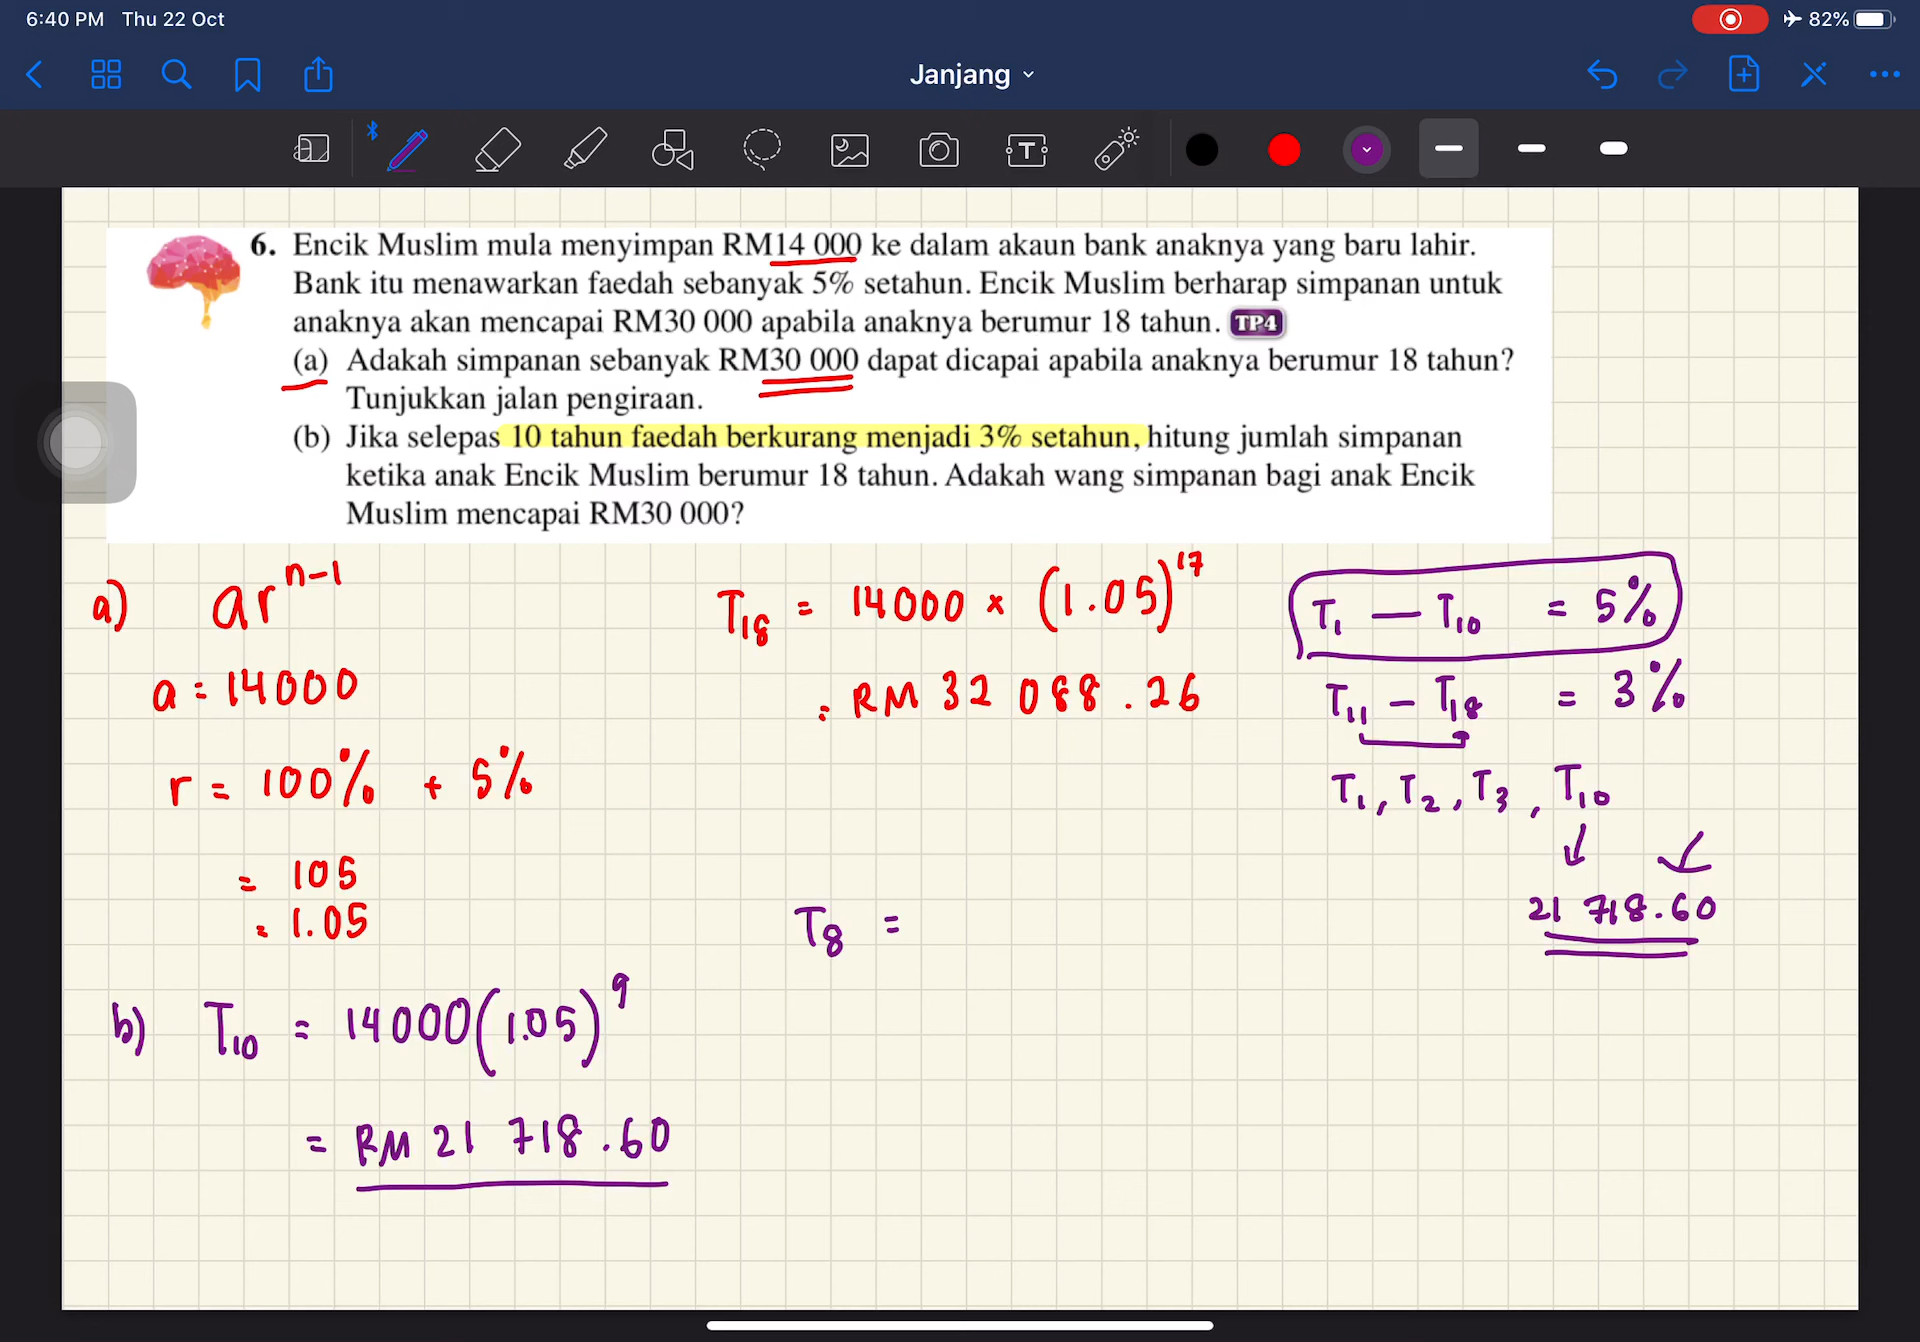 6:40 PM Thu 22 Oct
82%
Janjang
T
6. Encik Muslim mula menyimpan RM14 000 ke dalam akaun bank anaknya yang baru lahir.
Bank itu menawarkan faedah sebanyak 5% setahun. Encik Muslim berharap simpanan untuk
anaknya akan mencapai RM30 000 apabila anaknya berumur 18 tahun. TP4
(a) Adakah simpanan sebanyak RM30 000 dapat dicapai apabila anaknya berumur 18 tahun?
Tunjukkan jalan pengiraan.
(b) Jika selepas 10 tahun faedah berkurang menjadi 3% setahun, hitung jumlah simpanan
ketika anak Encik Muslim berumur 18 tahun. Adakah wang simpanan bagi anak Encik
Muslim mencapai RM30 000?
a) ar^{n-1}
a = 14000
r = 100% + 5%
= 105
= 1.05
b) T₁₀ = 14000(1.05)⁹
= RM 21 718.60
T₁₈ = 14000 × (1.05)¹⁷
= RM 32 088.26
T₈ =
T₁ — T₁₀ = 5%
T₁₁ - T₁₈ = 3%
T₁, T₂, T₃, T₁₀
21 718.60